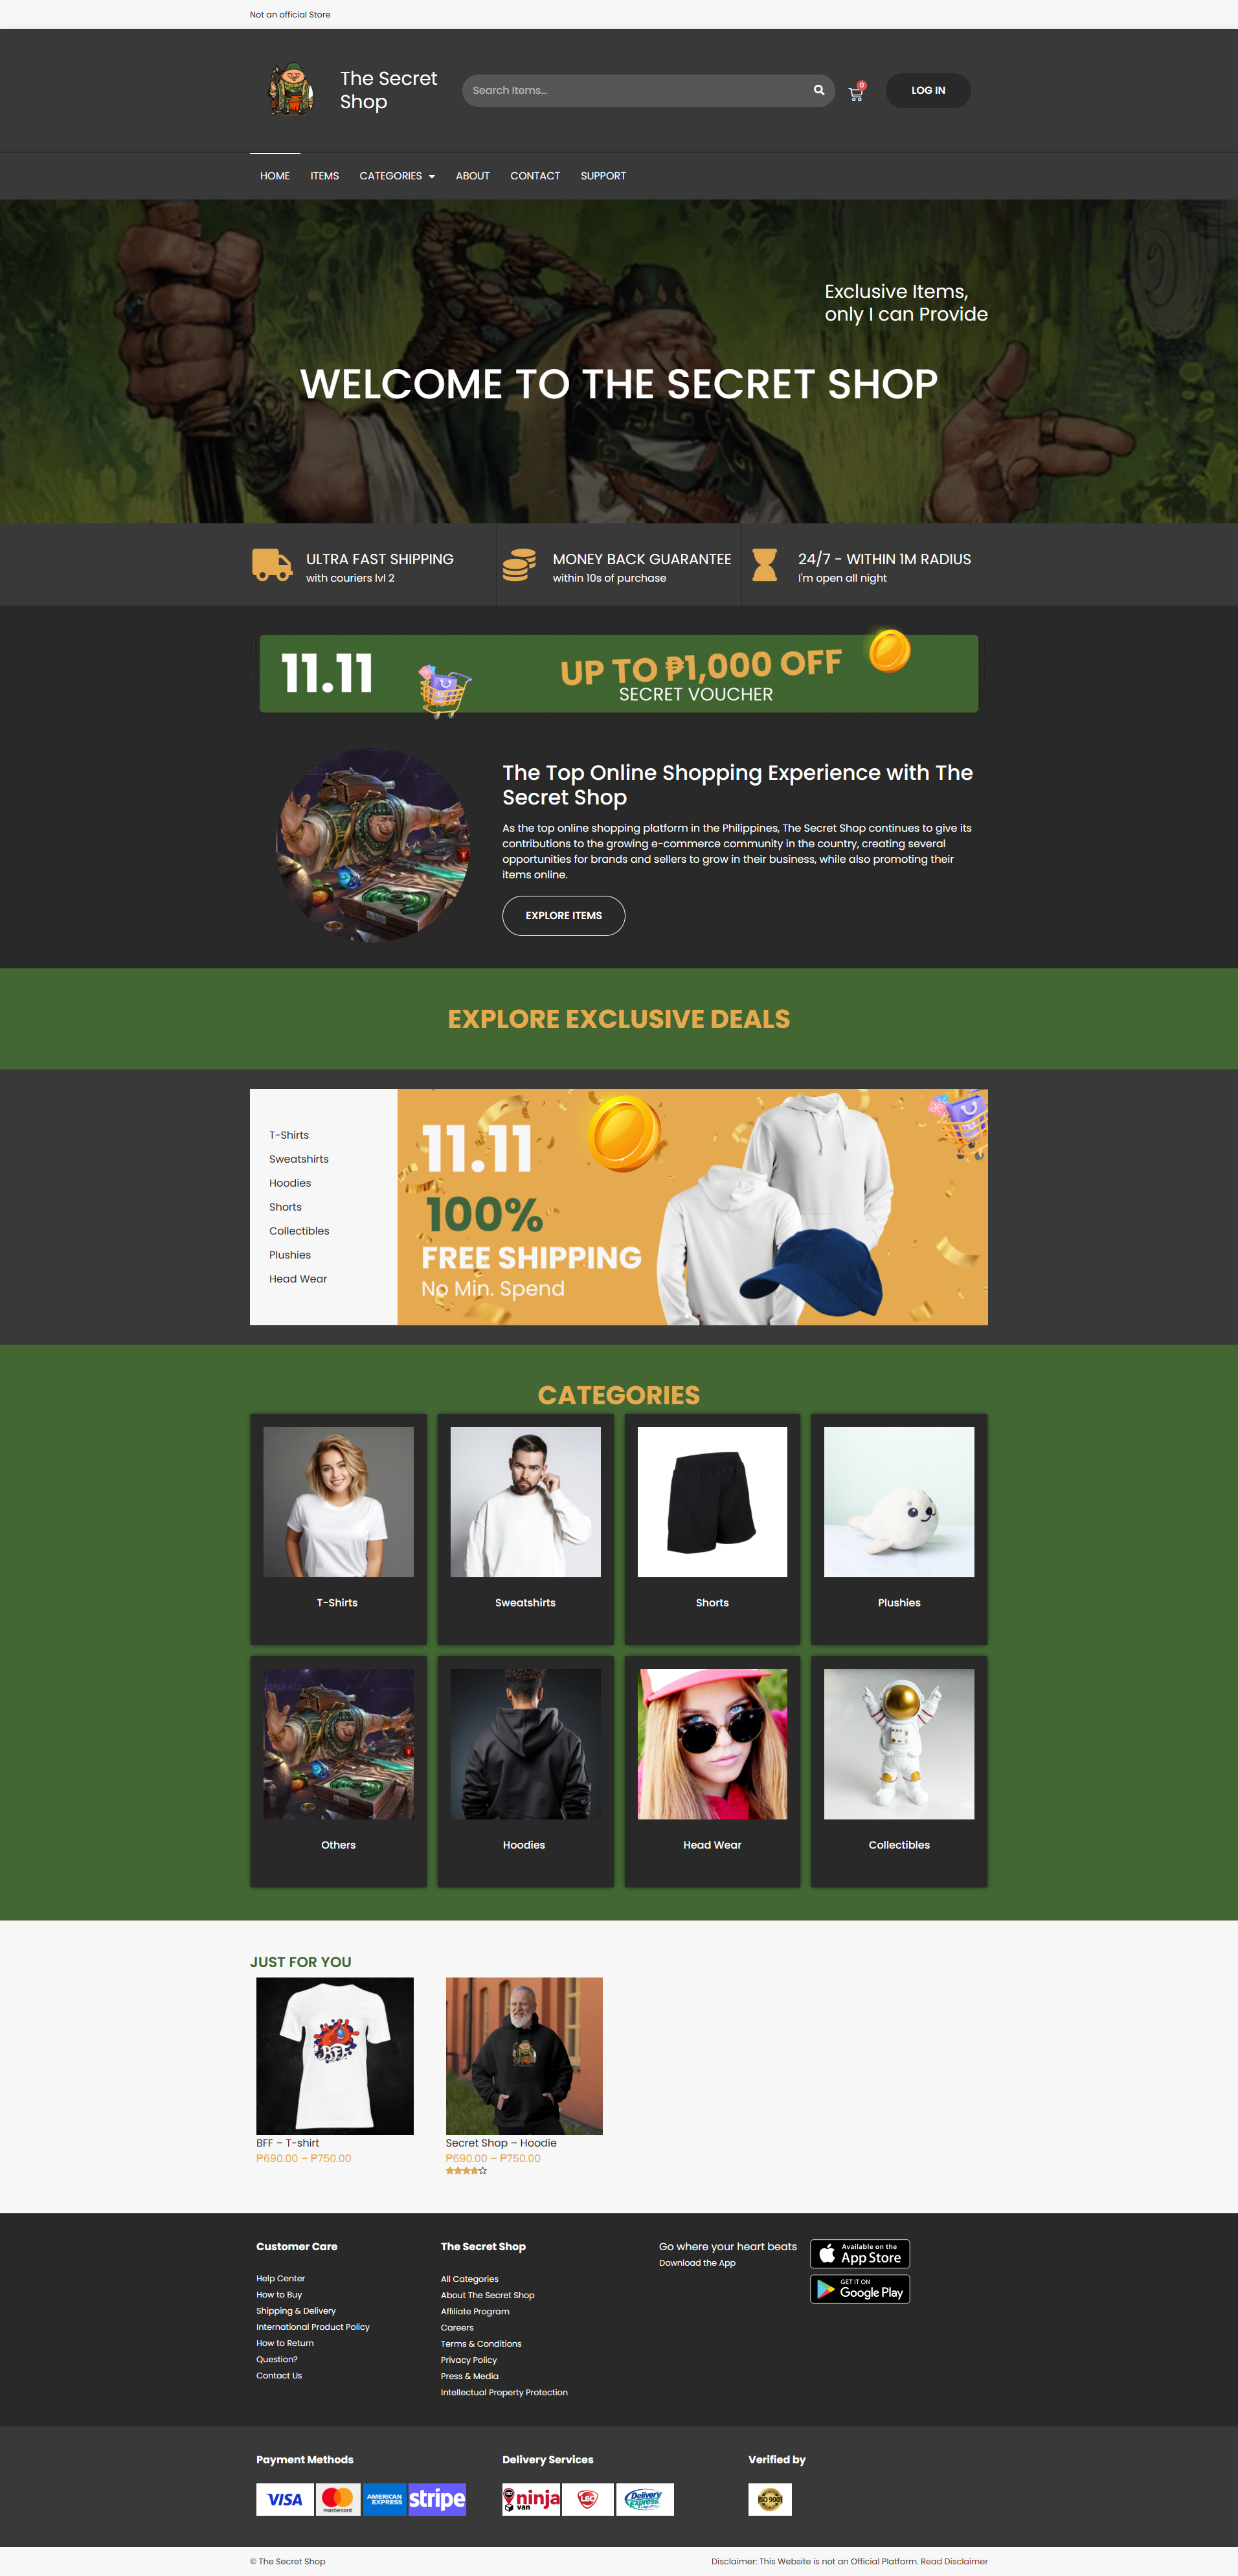 Not an official Store
The Secret
Shop
Search Items...
0
LOG IN
HOME
ITEMS
CATEGORIES
ABOUT
CONTACT
SUPPORT
Exclusive Items,
only I can Provide
WELCOME TO THE SECRET SHOP
ULTRA FAST SHIPPING
with couriers lvl 2
MONEY BACK GUARANTEE
within 10s of purchase
24/7 - WITHIN 1M RADIUS
I'm open all night
11.11
UP TO ₱1,000 OFF
SECRET VOUCHER
The Top Online Shopping Experience with The
Secret Shop
As the top online shopping platform in the Philippines, The Secret Shop continues to give its
contributions to the growing e-commerce community in the country, creating several
opportunities for brands and sellers to grow in their business, while also promoting their
items online.
EXPLORE ITEMS
EXPLORE EXCLUSIVE DEALS
T-Shirts
Sweatshirts
Hoodies
Shorts
Collectibles
Plushies
Head Wear
11.11
100%
FREE SHIPPING
No Min. Spend
CATEGORIES
T-Shirts
Sweatshirts
Shorts
Plushies
Others
Hoodies
Head Wear
Collectibles
JUST FOR YOU
BFF
BFF – T-shirt
₱690.00 – ₱750.00
Secret Shop – Hoodie
₱690.00 – ₱750.00
Customer Care
Help Center
How to Buy
Shipping & Delivery
International Product Policy
How to Return
Question?
Contact Us
The Secret Shop
All Categories
About The Secret Shop
Affiliate Program
Careers
Terms & Conditions
Privacy Policy
Press & Media
Intellectual Property Protection
Go where your heart beats
Download the App
Available on the
App Store
GET IT ON
Google Play
Payment Methods
VISA
mastercard
AMERICAN
EXPRESS
stripe
Delivery Services
ninja
van
LBC
Delivery
Express
Verified by
ISO 9001
© The Secret Shop
Disclaimer: This Website is not an Official Platform. Read Disclaimer